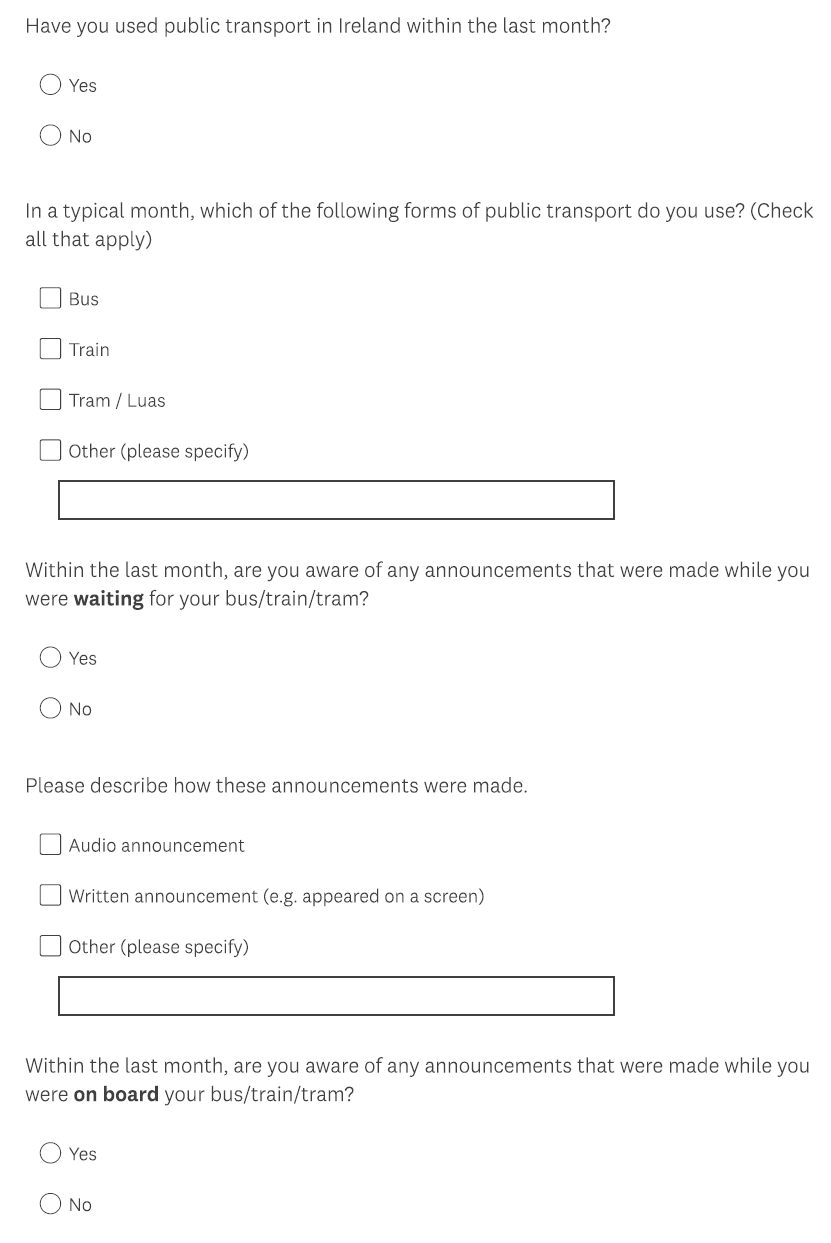 Have you used public transport in Ireland within the last month?
Yes
No
In a typical month, which of the following forms of public transport do you use? (Check
all that apply)
Bus
Train
Tram / Luas
Other (please specify)
Within the last month, are you aware of any announcements that were made while you
were waiting for your bus/train/tram?
Yes
No
Please describe how these announcements were made.
Audio announcement
Written announcement (e.g. appeared on a screen)
Other (please specify)
Within the last month, are you aware of any announcements that were made while you
were on board your bus/train/tram?
Yes
No